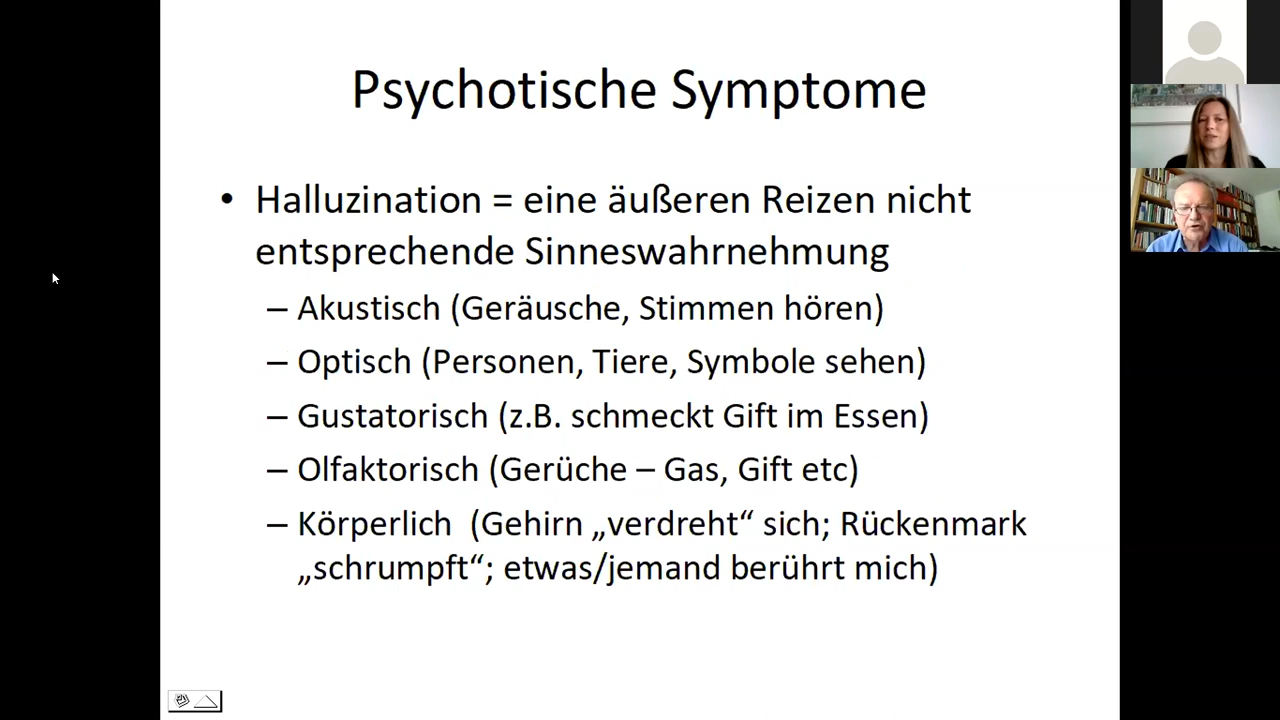 Psychotische Symptome
• Halluzination = eine äußeren Reizen nicht
entsprechende Sinneswahrnehmung
– Akustisch (Geräusche, Stimmen hören)
– Optisch (Personen, Tiere, Symbole sehen)
– Gustatorisch (z.B. schmeckt Gift im Essen)
– Olfaktorisch (Gerüche – Gas, Gift etc)
– Körperlich (Gehirn „verdreht“ sich; Rückenmark
„schrumpft“; etwas/jemand berührt mich)